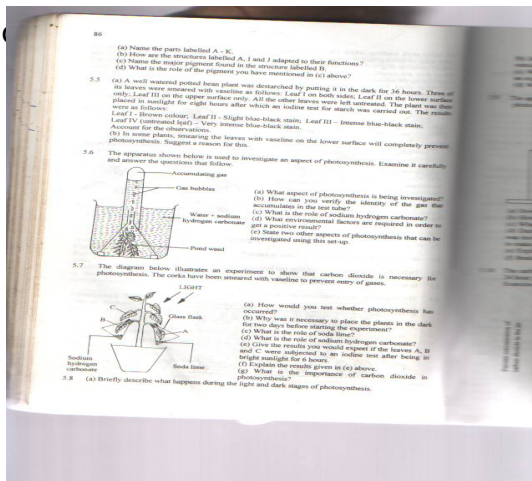 86
(a) Name the parts labelled A - K.
(b) How are the structures labelled A, I and J adapted to their functions?
(c) Name the major pigment found in the structure labelled B.
(d) What is the role of the pigment you have mentioned in (c) above?
5.5 (a) A well watered potted bean plant was destarched by putting it in the dark for 36 hours. Three of
its leaves were smeared with vaseline as follows: Leaf I on both sides; Leaf II on the lower surface
only; Leaf III on the upper surface only. All the other leaves were left untreated. The plant was then
placed in sunlight for eight hours after which an iodine test for starch was carried out. The results
were as follows:
Leaf I - Brown colour; Leaf II - Slight blue-black stain; Leaf III - Intense blue-black stain;
Leaf IV (untreated leaf) - Very intense blue-black stain.
Account for the observations.
(b) In some plants, smearing the leaves with vaseline on the lower surface will completely prevent
photosynthesis. Suggest a reason for this.
5.6 The apparatus shown below is used to investigate an aspect of photosynthesis. Examine it carefully
and answer the questions that follow.
Accumulating gas
Gas bubbles
Water + sodium
hydrogen carbonate
Pond weed
(a) What aspect of photosynthesis is being investigated?
(b) How can you verify the identity of the gas that
accumulates in the test tube?
(c) What is the role of sodium hydrogen carbonate?
(d) What environmental factors are required in order to
get a positive result?
(e) State two other aspects of photosynthesis that can be
investigated using this set-up.
5.7 The diagram below illustrates an experiment to show that carbon dioxide is necessary for
photosynthesis. The corks have been smeared with vaseline to prevent entry of gases.
LIGHT
C
Glass flask
B
A
Sodium
hydrogen
carbonate
Soda lime
(a) How would you test whether photosynthesis has
occurred?
(b) Why was it necessary to place the plants in the dark
for two days before starting the experiment?
(c) What is the role of soda lime?
(d) What is the role of sodium hydrogen carbonate?
(e) Give the results you would expect if the leaves A, B
and C were subjected to an iodine test after being in
bright sunlight for 6 hours.
(f) Explain the results given in (e) above.
(g) What is the importance of carbon dioxide in
photosynthesis?
5.8 (a) Briefly describe what happens during the light and dark stages of photosynthesis.